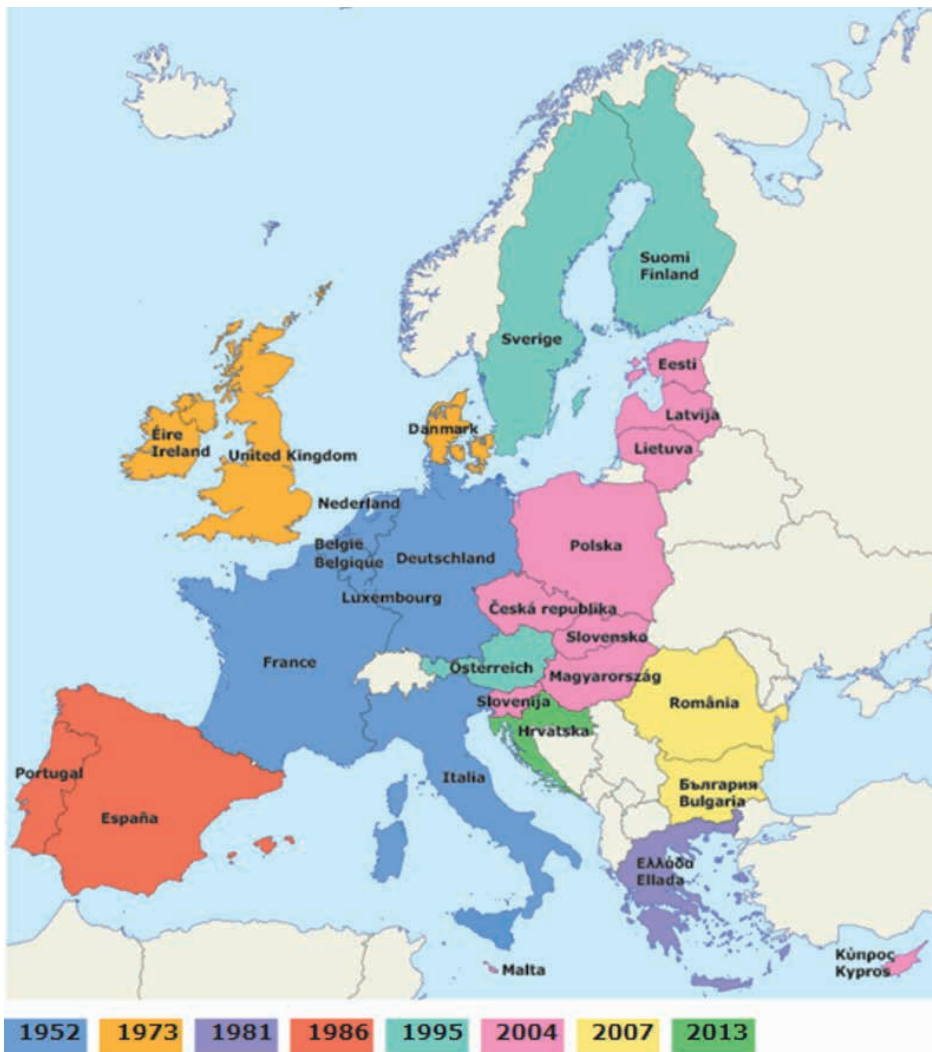 Suomi
Finland
Sverige
Eesti
Latvija
Lietuva
Danmark
Éire
Ireland
United Kingdom
Nederland
België
Belgique
Deutschland
Polska
Luxembourg
Česká republika
Slovensko
France
Österreich
Magyarország
Slovenija
România
Hrvatska
Portugal
Italia
България
Bulgaria
España
Ελλάδα
Ellada
Κύπρος
Kypros
Malta
1952 1973 1981 1986 1995 2004 2007 2013